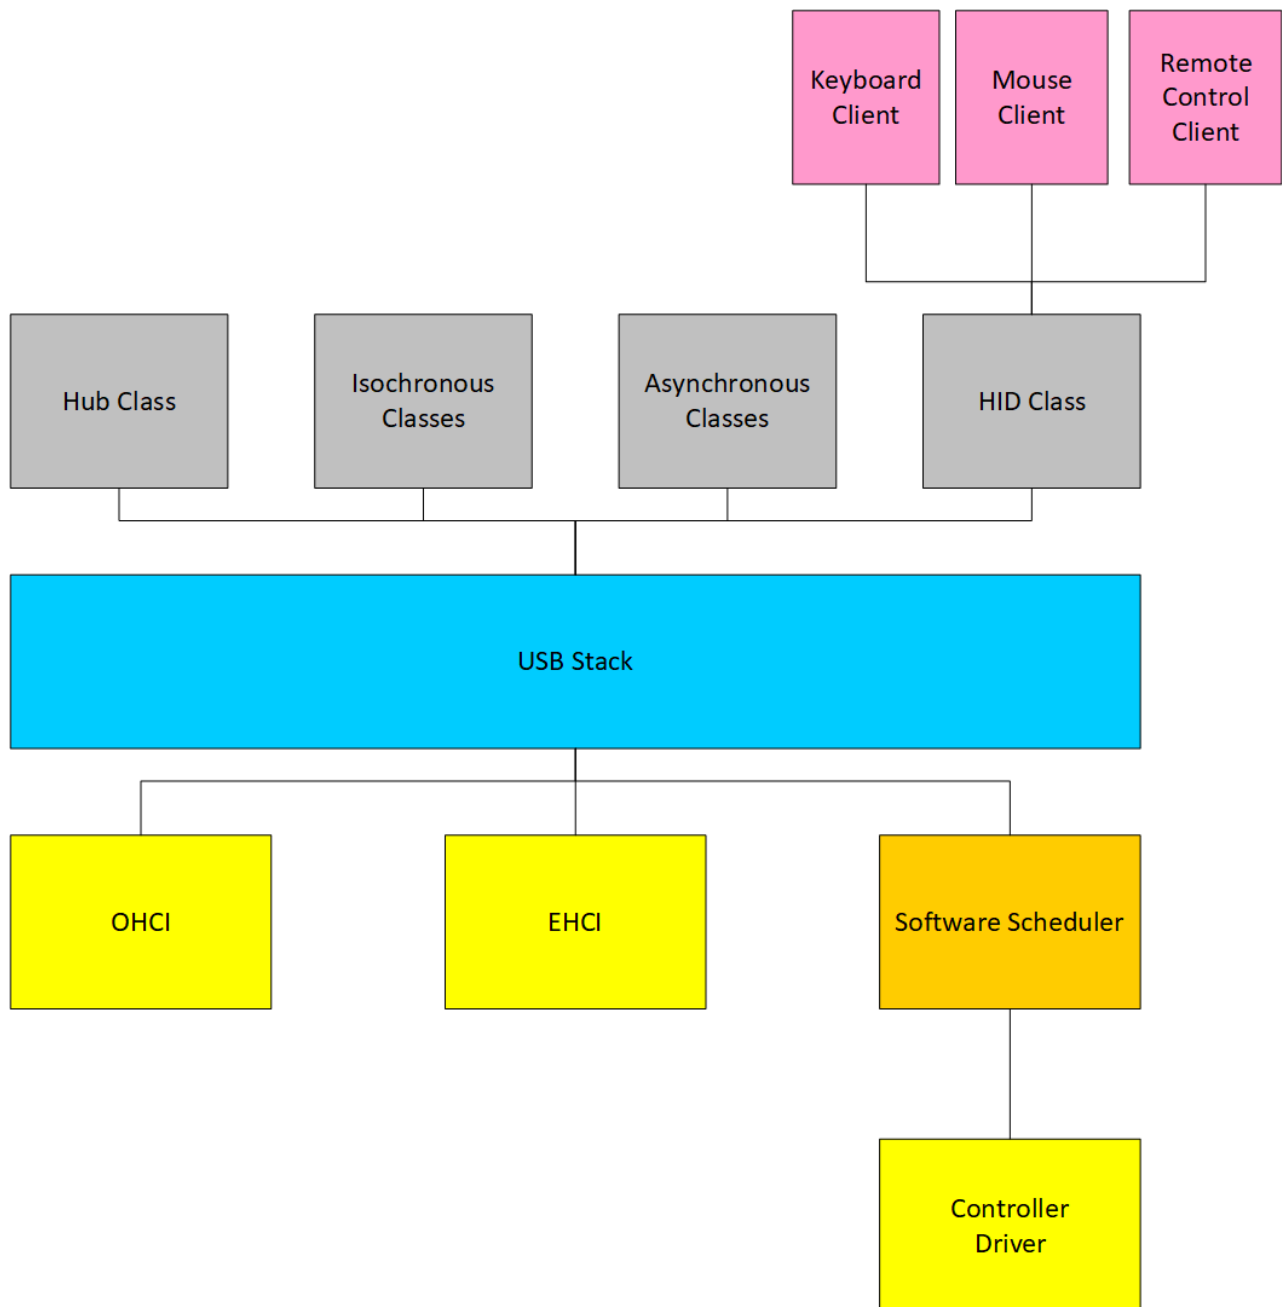 Keyboard
Client
Mouse
Client
Remote
Control
Client
Hub Class
Isochronous
Classes
Asynchronous
Classes
HID Class
USB Stack
OHCI
EHCI
Software Scheduler
Controller
Driver